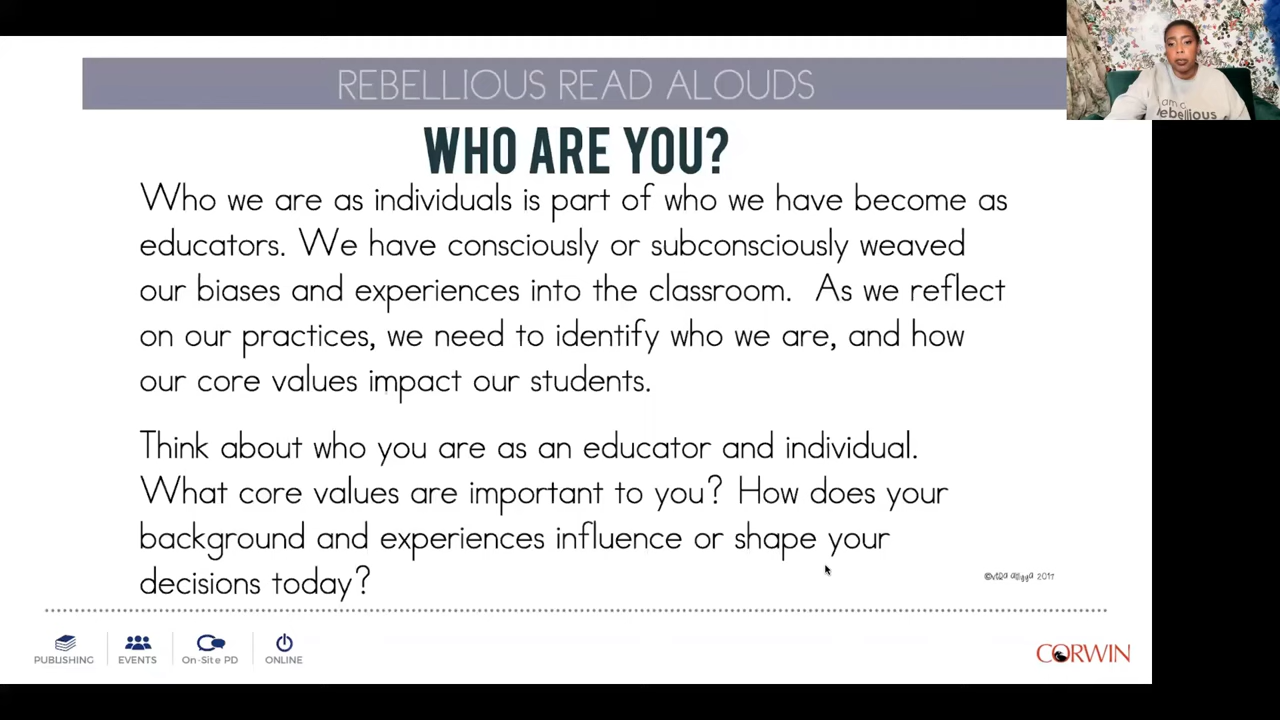 REBELLIOUS READ ALOUDS
WHO ARE YOU?
Who we are as individuals is part of who we have become as
educators. We have consciously or subconsciously weaved
our biases and experiences into the classroom. As we reflect
on our practices, we need to identify who we are, and how
our core values impact our students.
Think about who you are as an educator and individual.
What core values are important to you? How does your
background and experiences influence or shape your
decisions today?
2017
PUBLISHING
EVENTS
On-Site PD
ONLINE
CORWIN
I am a
rebellious